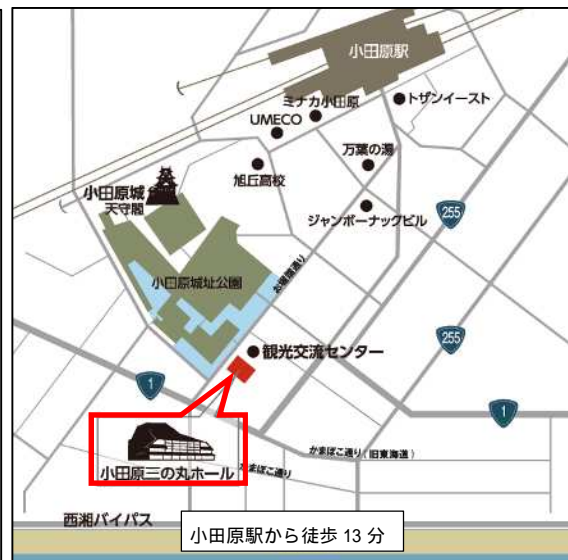 小田原駅
ミナカ小田原
トザンイースト
UMECO
万葉の湯
旭丘高校
小田原城
天守閣
ジャンボーナックビル
255
小田原城址公園
お堀端通り
255
観光交流センター
1
1
小田原三の丸ホール
かまぼこ通り(旧東海道)
かまぼこ通り
西湘バイパス
小田原駅から徒歩 13 分